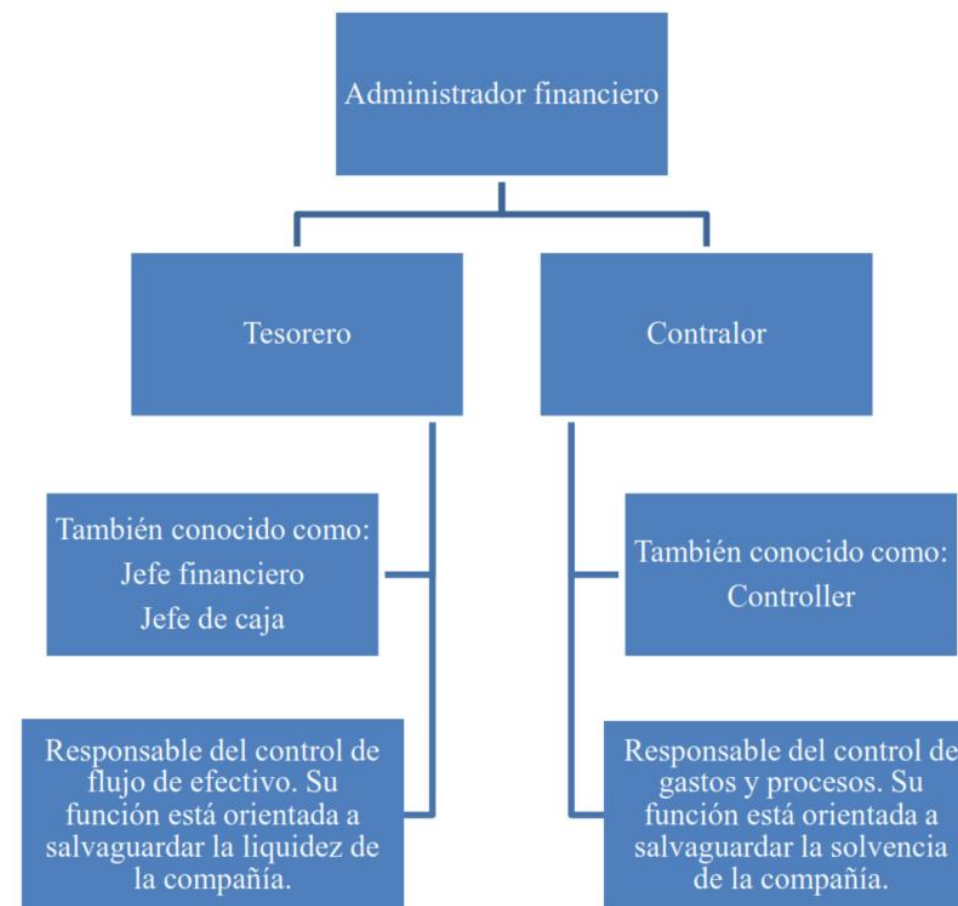 Administrador financiero
Tesorero
Contralor
También conocido como:
Jefe financiero
Jefe de caja
También conocido como:
Controller
Responsable del control de
flujo de efectivo. Su
función está orientada a
salvaguardar la liquidez de
la compañía.
Responsable del control de
gastos y procesos. Su
función está orientada a
salvaguardar la solvencia
de la compañía.